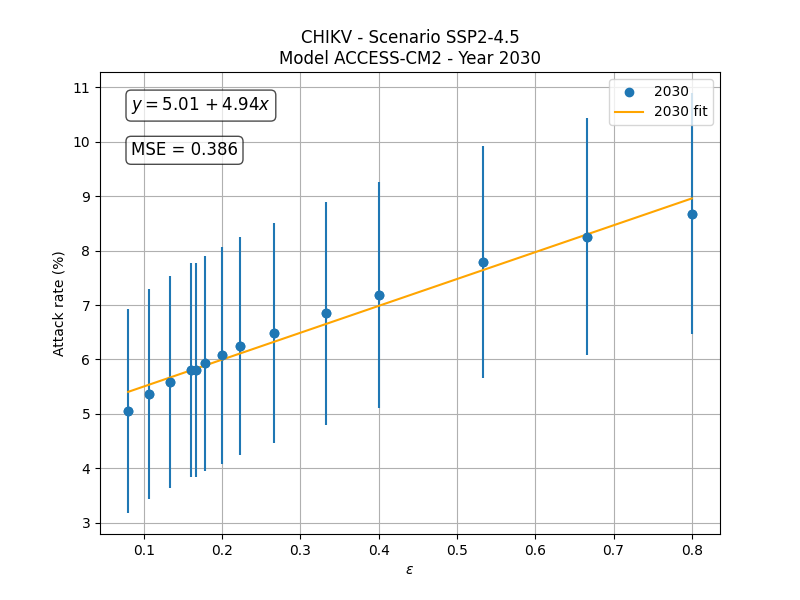 CHIKV - Scenario SSP2-4.5
Model ACCESS-CM2 - Year 2030
y = 5.01 + 4.94x
MSE = 0.386
2030
2030 fit
Attack rate (%)
11
10
9
8
7
6
5
4
3
0.1 0.2 0.3 0.4 0.5 0.6 0.7 0.8
ε